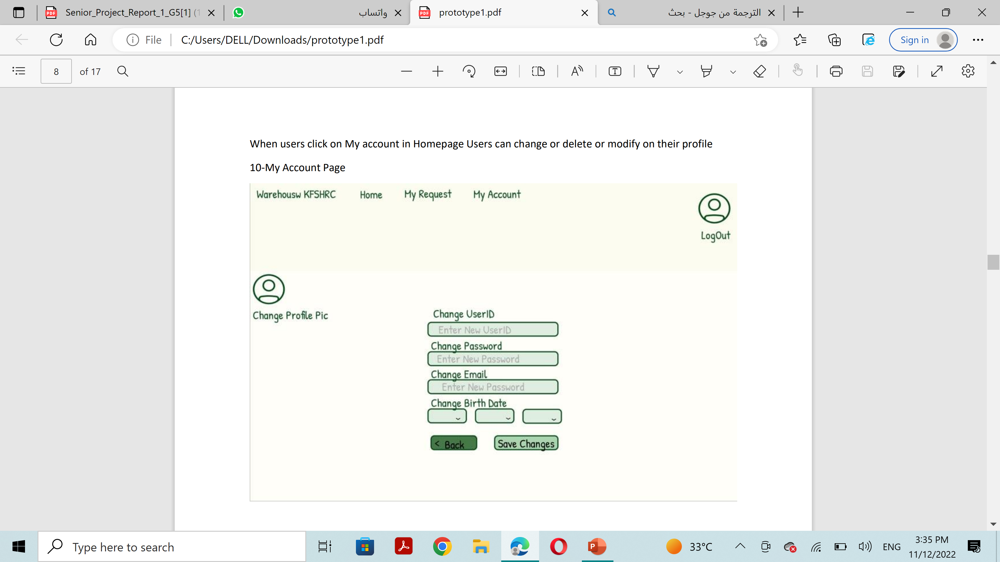 Senior_Project_Report_1_G5[1] (1
واتساب
prototype1.pdf
الترجمة من جوجل - بحث
File
C:/Users/DELL/Downloads/prototype1.pdf
Sign in
8 of 17
When users click on My account in Homepage Users can change or delete or modify on their profile
10-My Account Page
Warehousw KFSHRC Home My Request My Account
LogOut
Change Profile Pic
Change UserID
Enter New UserID
Change Password
Enter New Password
Change Email
Enter New Password
Change Birth Date
< Back Save Changes
Type here to search
33°C
ENG
3:35 PM
11/12/2022